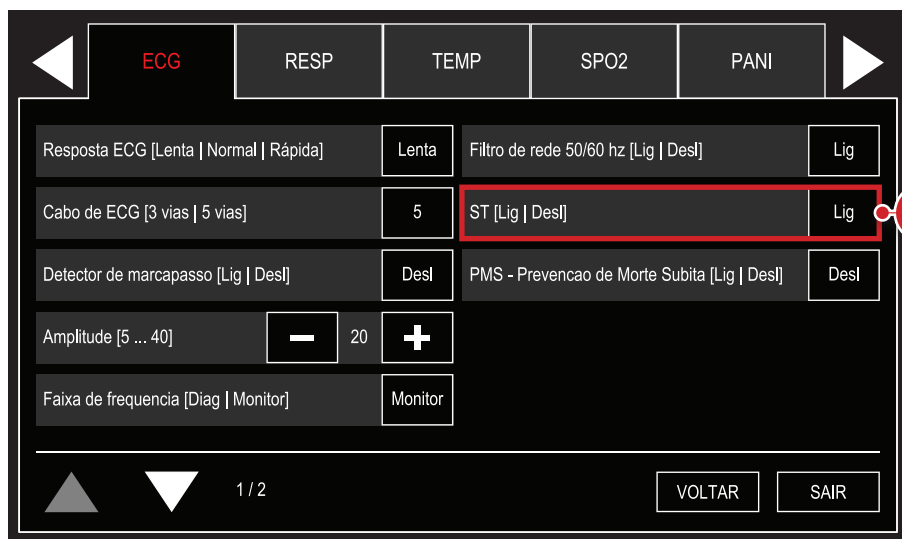 ECG RESP TEMP SPO2 PANI
Resposta ECG [Lenta | Normal | Rápida] Lenta
Filtro de rede 50/60 hz [Lig | Desl] Lig
Cabo de ECG [3 vias | 5 vias] 5
ST [Lig | Desl] Lig
Detector de marcapasso [Lig | Desl] Desl
PMS - Prevencao de Morte Subita [Lig | Desl] Desl
Amplitude [5 ... 40] − 20 +
Faixa de frequencia [Diag | Monitor] Monitor
1 / 2
VOLTAR SAIR